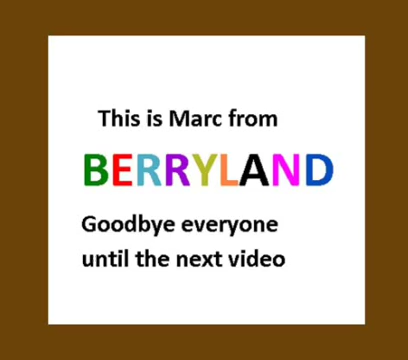 This is Marc from
BERRYLAND
Goodbye everyone
until the next video